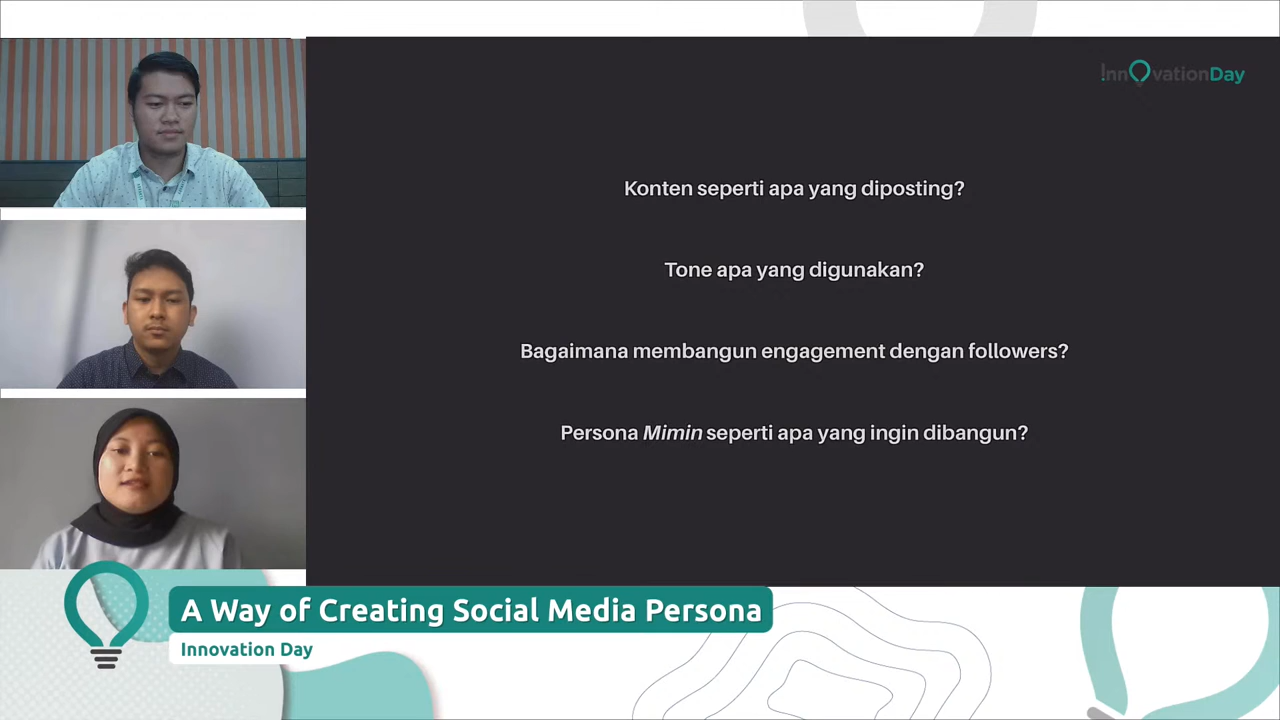 InnovationDay
Konten seperti apa yang diposting?
Tone apa yang digunakan?
Bagaimana membangun engagement dengan followers?
Persona Mimin seperti apa yang ingin dibangun?
A Way of Creating Social Media Persona
Innovation Day